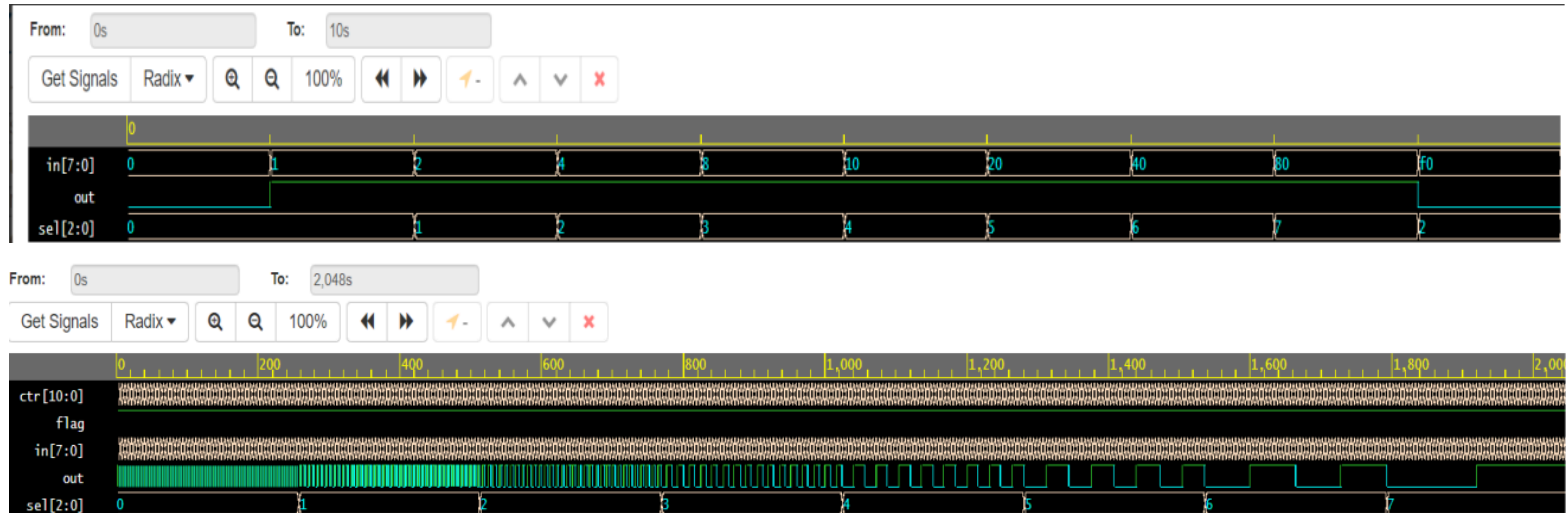 From: 0s To: 10s
Get Signals Radix 100% -
0
in[7:0] 0 1 2 4 8 10 20 40 80 f0
out
sel[2:0] 0 1 2 3 4 5 6 7 2
From: 0s To: 2,048s
Get Signals Radix 100% -
0 200 400 600 800 1,000 1,200 1,400 1,600 1,800 2,000
ctr[10:0]
flag
in[7:0]
out
sel[2:0] 0 1 2 3 4 5 6 7